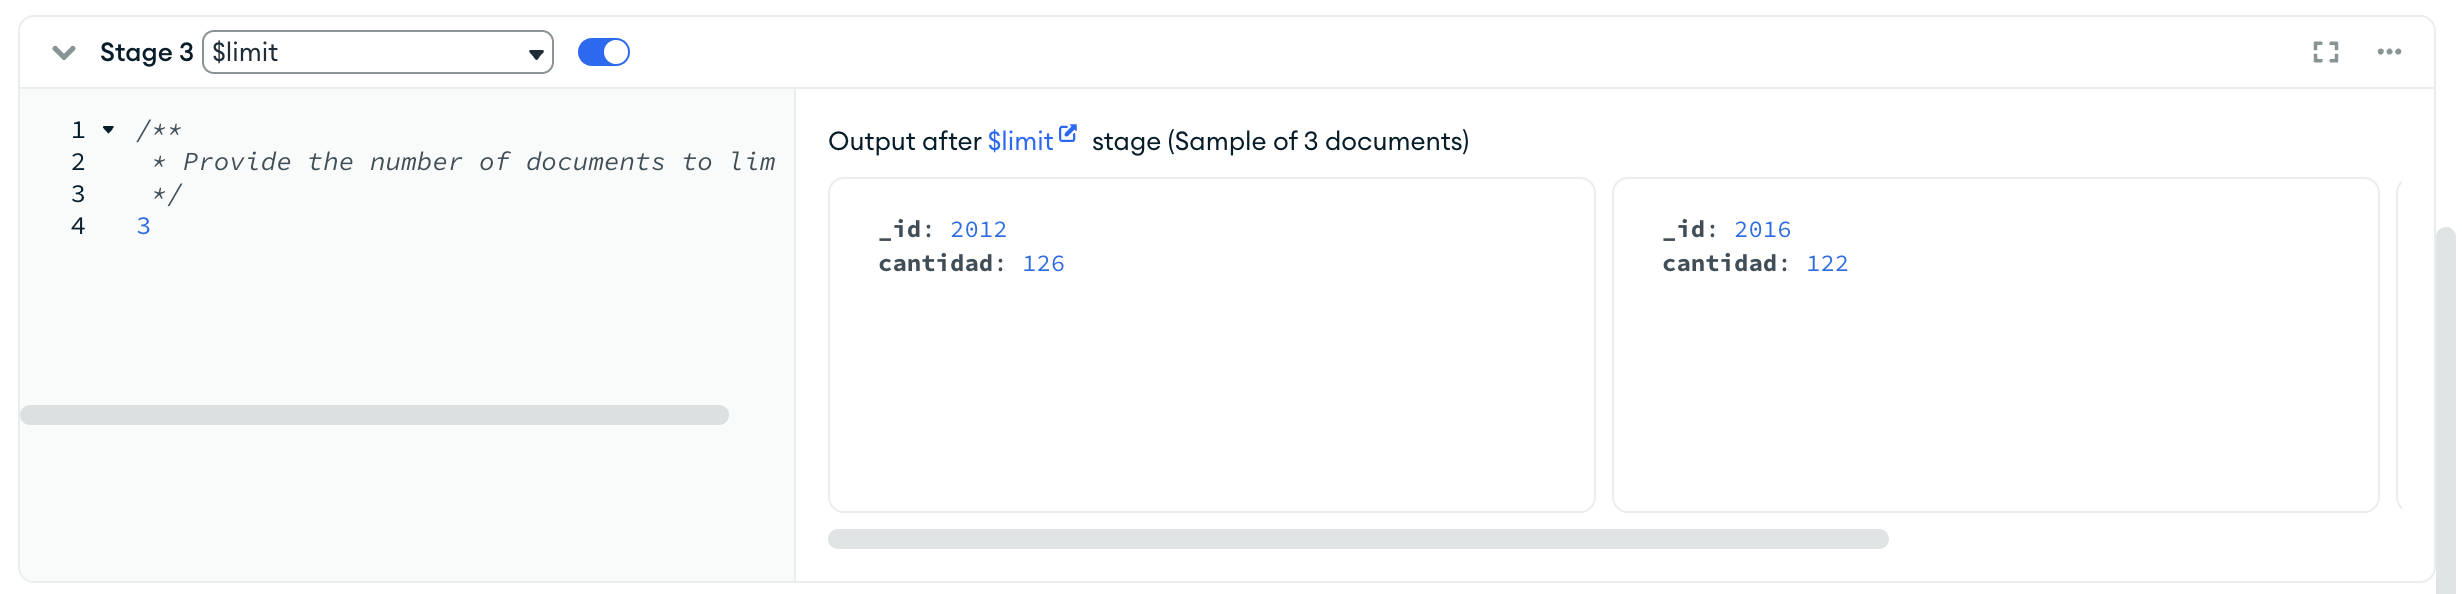 Stage 3 $limit
1 /**
2  * Provide the number of documents to lim
3  */
4 3
Output after $limit stage (Sample of 3 documents)
_id: 2012
cantidad: 126
_id: 2016
cantidad: 122